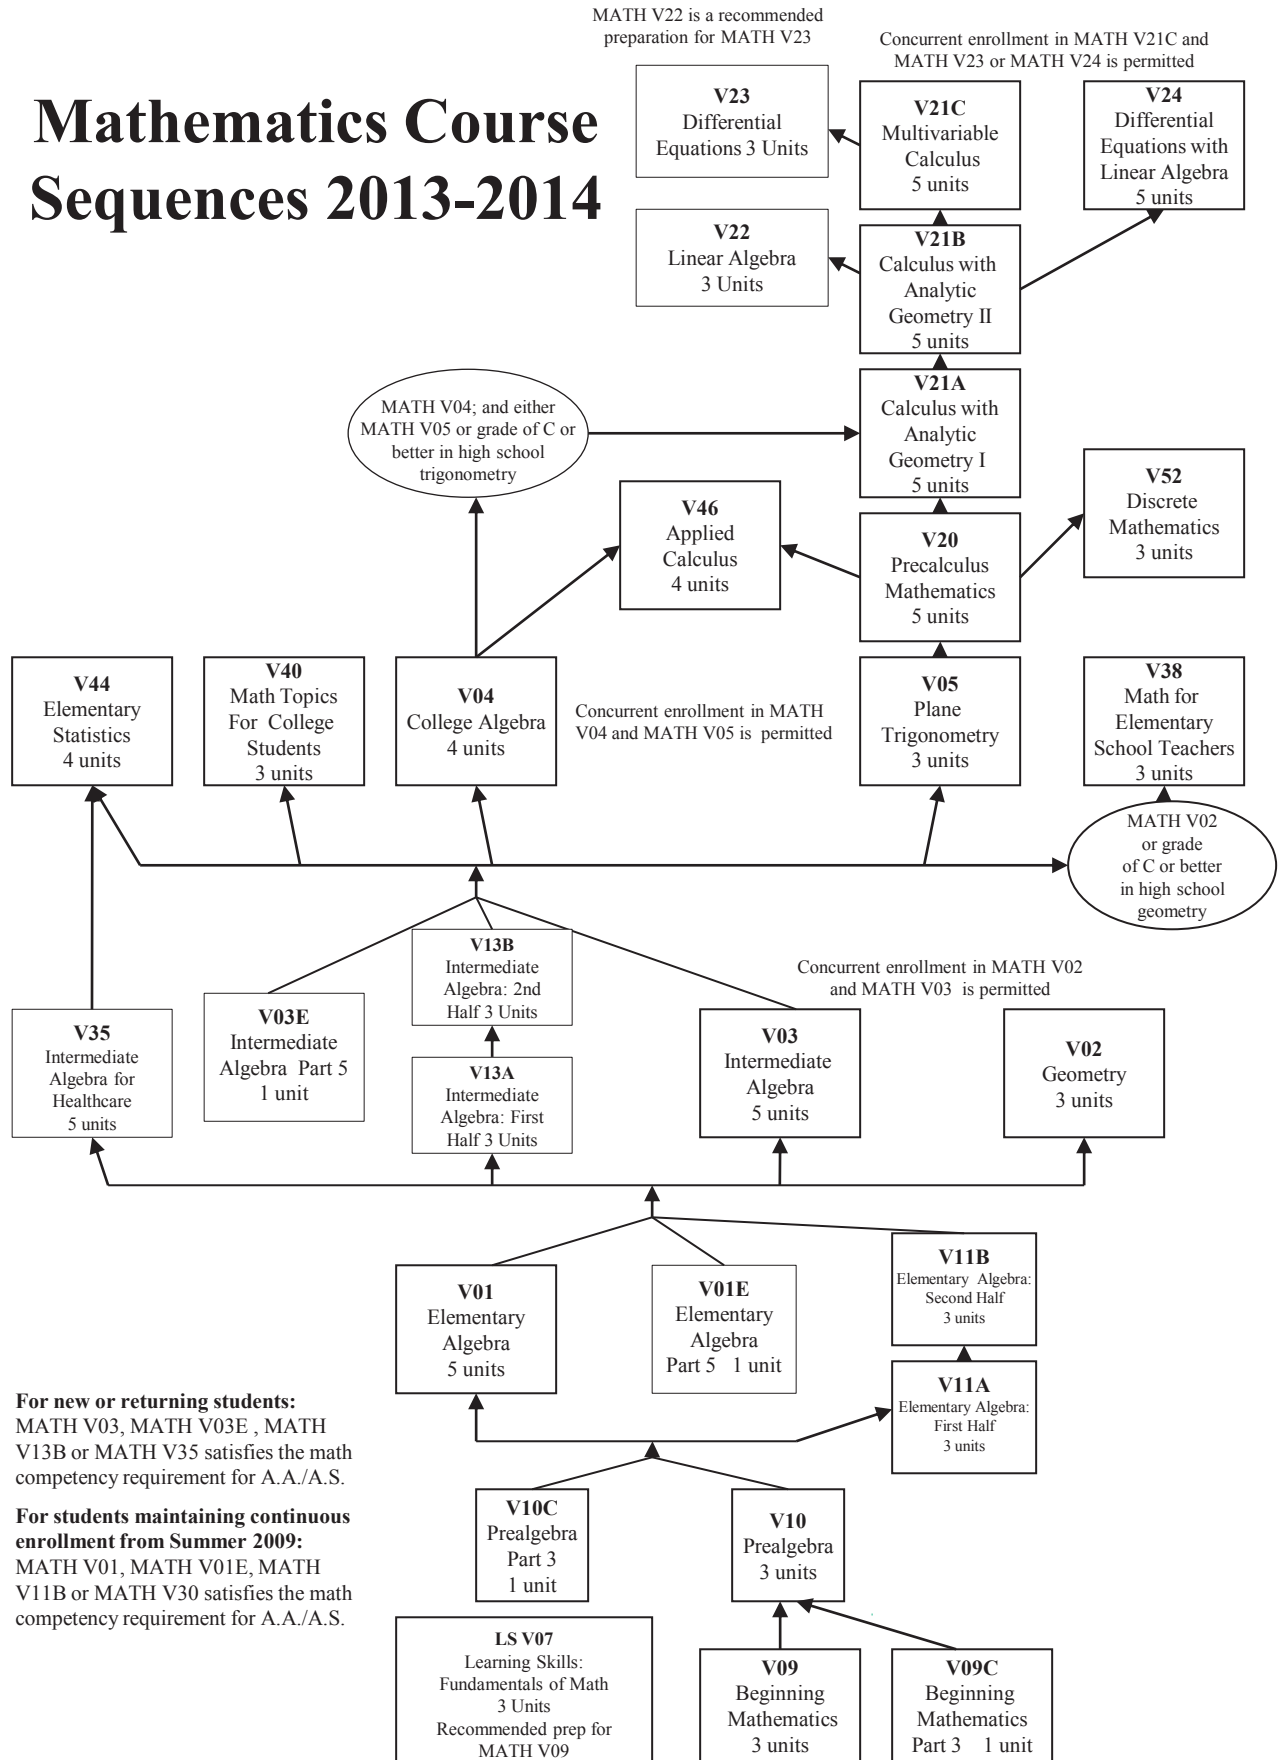 MATH V22 is a recommended
preparation for MATH V23
Concurrent enrollment in MATH V21C and
MATH V23 or MATH V24 is permitted
Mathematics Course
Sequences 2013-2014
V23
Differential
Equations 3 Units
V21C
Multivariable
Calculus
5 units
V24
Differential
Equations with
Linear Algebra
5 units
V22
Linear Algebra
3 Units
V21B
Calculus with
Analytic
Geometry II
5 units
MATH V04; and either
MATH V05 or grade of C or
better in high school
trigonometry
V21A
Calculus with
Analytic
Geometry I
5 units
V46
Applied
Calculus
4 units
V20
Precalculus
Mathematics
5 units
V52
Discrete
Mathematics
3 units
V44
Elementary
Statistics
4 units
V40
Math Topics
For College
Students
3 units
V04
College Algebra
4 units
Concurrent enrollment in MATH
V04 and MATH V05 is permitted
V05
Plane
Trigonometry
3 units
V38
Math for
Elementary
School Teachers
3 units
MATH V02
or grade
of C or better
in high school
geometry
V35
Intermediate
Algebra for
Healthcare
5 units
V03E
Intermediate
Algebra Part 5
1 unit
V13B
Intermediate
Algebra: 2nd
Half 3 Units
V13A
Intermediate
Algebra: First
Half 3 Units
Concurrent enrollment in MATH V02
and MATH V03 is permitted
V03
Intermediate
Algebra
5 units
V02
Geometry
3 units
V01
Elementary
Algebra
5 units
V01E
Elementary
Algebra
Part 5 1 unit
V11B
Elementary Algebra:
Second Half
3 units
V11A
Elementary Algebra:
First Half
3 units
For new or returning students:
MATH V03, MATH V03E , MATH
V13B or MATH V35 satisfies the math
competency requirement for A.A./A.S.
For students maintaining continuous
enrollment from Summer 2009:
MATH V01, MATH V01E, MATH
V11B or MATH V30 satisfies the math
competency requirement for A.A./A.S.
V10C
Prealgebra
Part 3
1 unit
V10
Prealgebra
3 units
LS V07
Learning Skills:
Fundamentals of Math
3 Units
Recommended prep for
MATH V09
V09
Beginning
Mathematics
3 units
V09C
Beginning
Mathematics
Part 3 1 unit